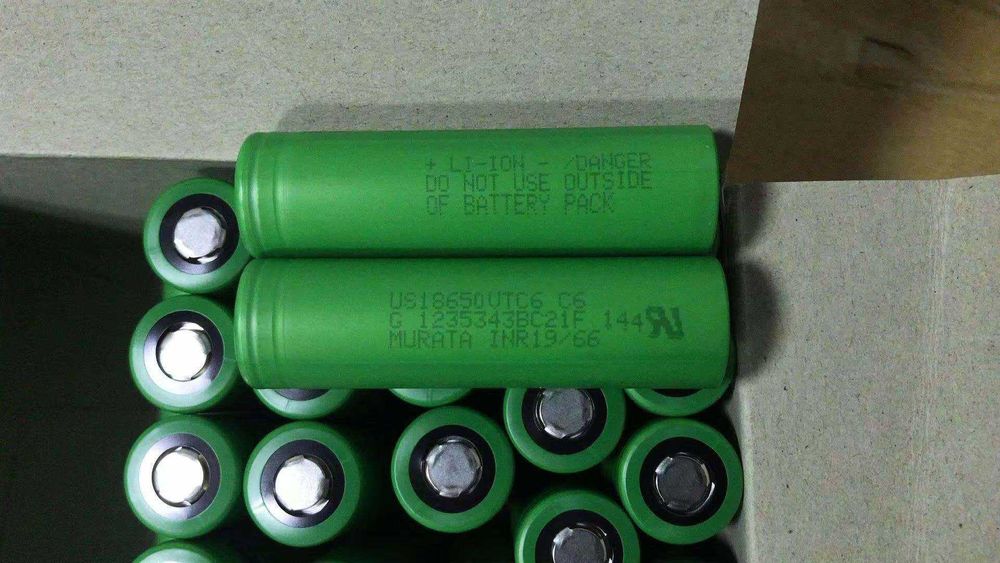 + LI-ION - /DANGER
DO NOT USE OUTSIDE
OF BATTERY PACK
US18650VTC6 C6
G 1235343BC21F .144
MURATA INR19/66